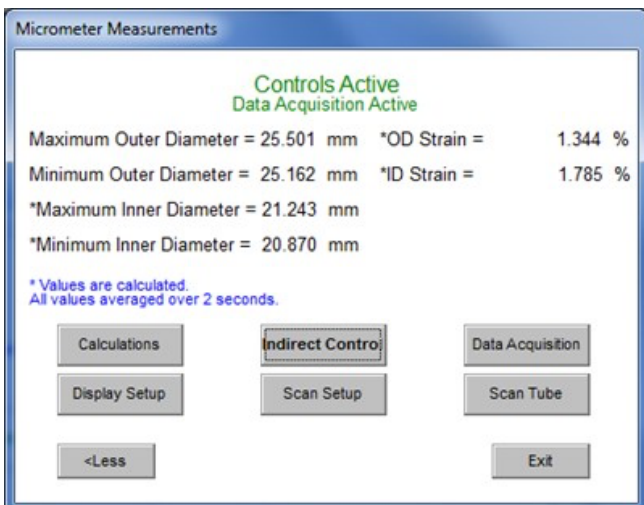 Micrometer Measurements
Controls Active
Data Acquisition Active
Maximum Outer Diameter = 25.501 mm *OD Strain = 1.344 %
Minimum Outer Diameter = 25.162 mm *ID Strain = 1.785 %
*Maximum Inner Diameter = 21.243 mm
*Minimum Inner Diameter = 20.870 mm
* Values are calculated.
All values averaged over 2 seconds.
Calculations Indirect Contro Data Acquisition
Display Setup Scan Setup Scan Tube
<Less Exit